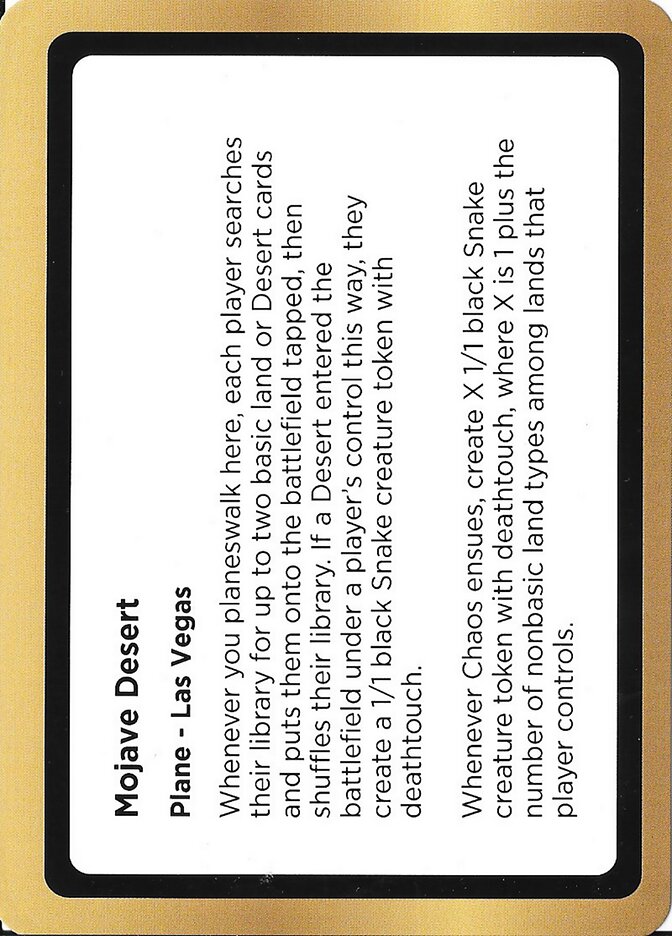 Mojave Desert
Plane - Las Vegas
Whenever you planeswalk here, each player searches
their library for up to two basic land or Desert cards
and puts them onto the battlefield tapped, then
shuffles their library. If a Desert entered the
battlefield under a player's control this way, they
create a 1/1 black Snake creature token with
deathtouch.
Whenever Chaos ensues, create X 1/1 black Snake
creature token with deathtouch, where X is 1 plus the
number of nonbasic land types among lands that
player controls.